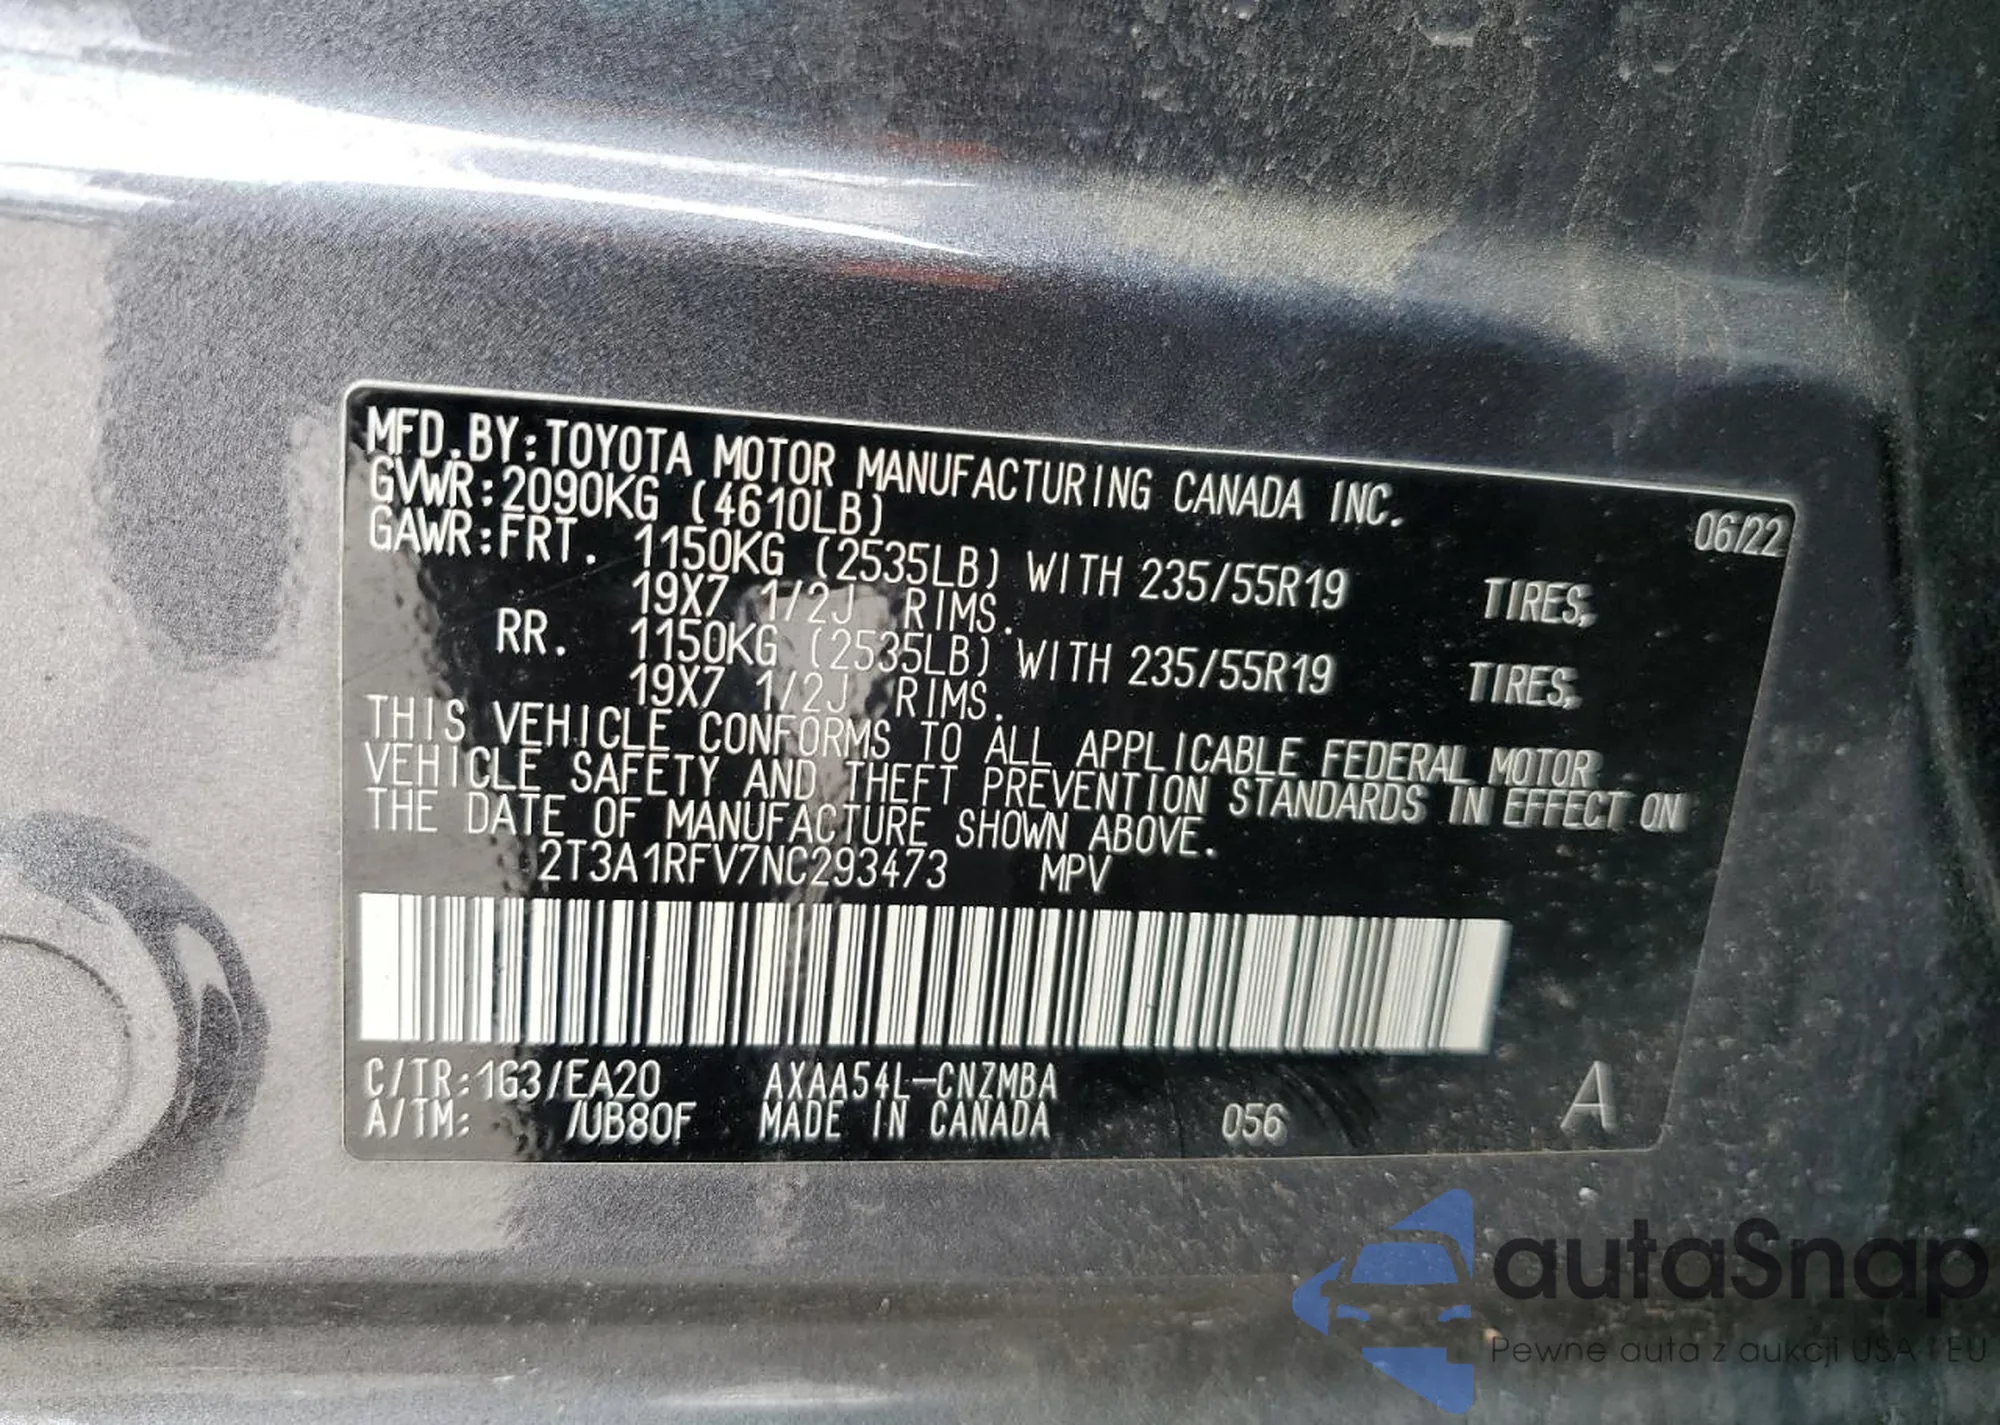 MFD.BY:TOYOTA MOTOR MANUFACTURING CANADA INC. 06/22
GVWR:2090KG (4610LB)
GAWR:FRT. 1150KG (2535LB) WITH 235/55R19 TIRES,
19X7 1/2J RIMS.
RR. 1150KG (2535LB) WITH 235/55R19 TIRES,
19X7 1/2J RIMS.
THIS VEHICLE CONFORMS TO ALL APPLICABLE FEDERAL MOTOR
VEHICLE SAFETY AND THEFT PREVENTION STANDARDS IN EFFECT ON
THE DATE OF MANUFACTURE SHOWN ABOVE.
2T3A1RFV7NC293473 MPV
C/TR:1G3/EA20 AXAA54L-CNZMBA
A/TM: /UB80F MADE IN CANADA 056 A
autaSnap
Pewne auta z aukcji USA i EU